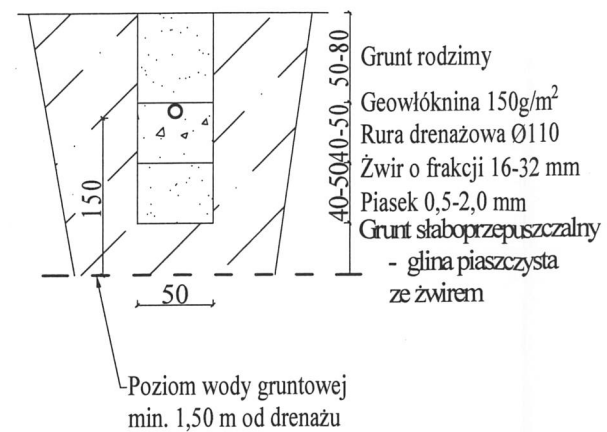 50-80
40-50
40-50
Grunt rodzimy
Geowłóknina 150g/m²
Rura drenażowa Ø110
Żwir o frakcji 16-32 mm
Piasek 0,5-2,0 mm
Grunt słaboprzepuszczalny
- glina piaszczysta
ze żwirem
150
50
Poziom wody gruntowej
min. 1,50 m od drenażu